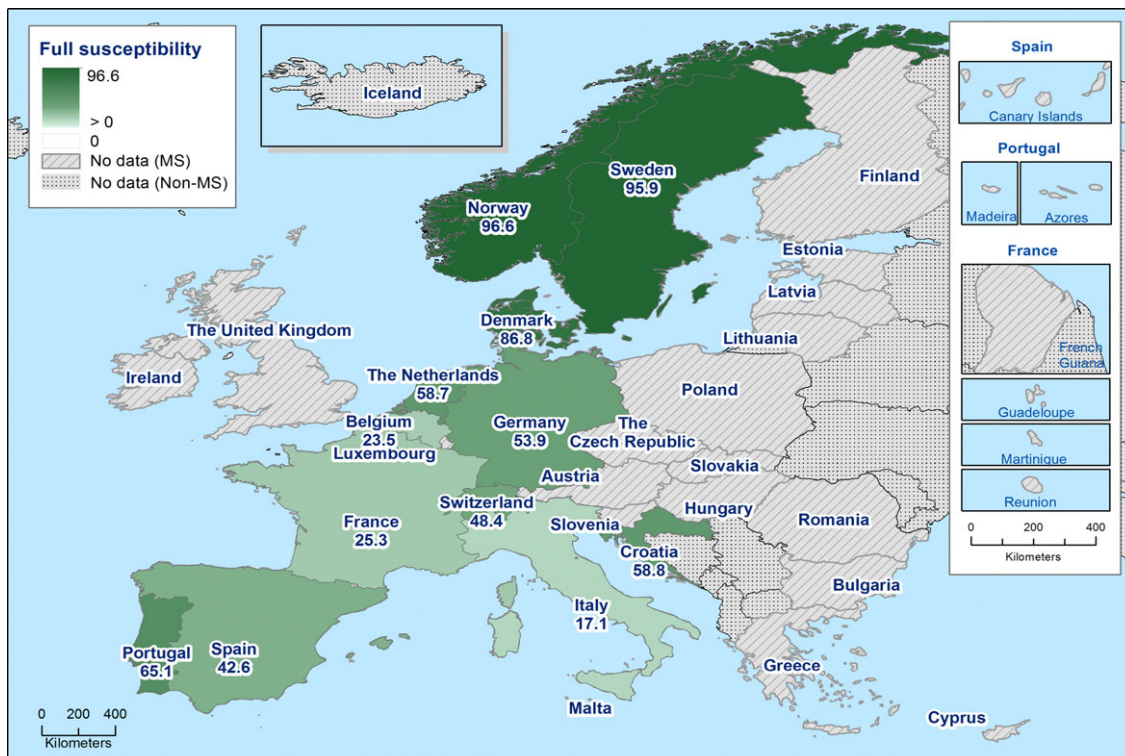 Full susceptibility
96.6
> 0
0
No data (MS)
No data (Non-MS)
Iceland
Sweden
95.9
Norway
96.6
Finland
Estonia
Latvia
Lithuania
Denmark
86.8
The United Kingdom
Ireland
The Netherlands
58.7
Belgium
23.5
Luxembourg
Germany
53.9
Poland
The
Czech Republic
Slovakia
Austria
Switzerland
48.4
Slovenia
Hungary
Romania
France
25.3
Croatia
58.8
Bulgaria
Italy
17.1
Portugal
65.1
Spain
42.6
Greece
Malta
Cyprus
0 200 400
Kilometers
Spain
Canary Islands
Portugal
Madeira
Azores
France
French
Guiana
Guadeloupe
Martinique
Reunion
0 200 400
Kilometers